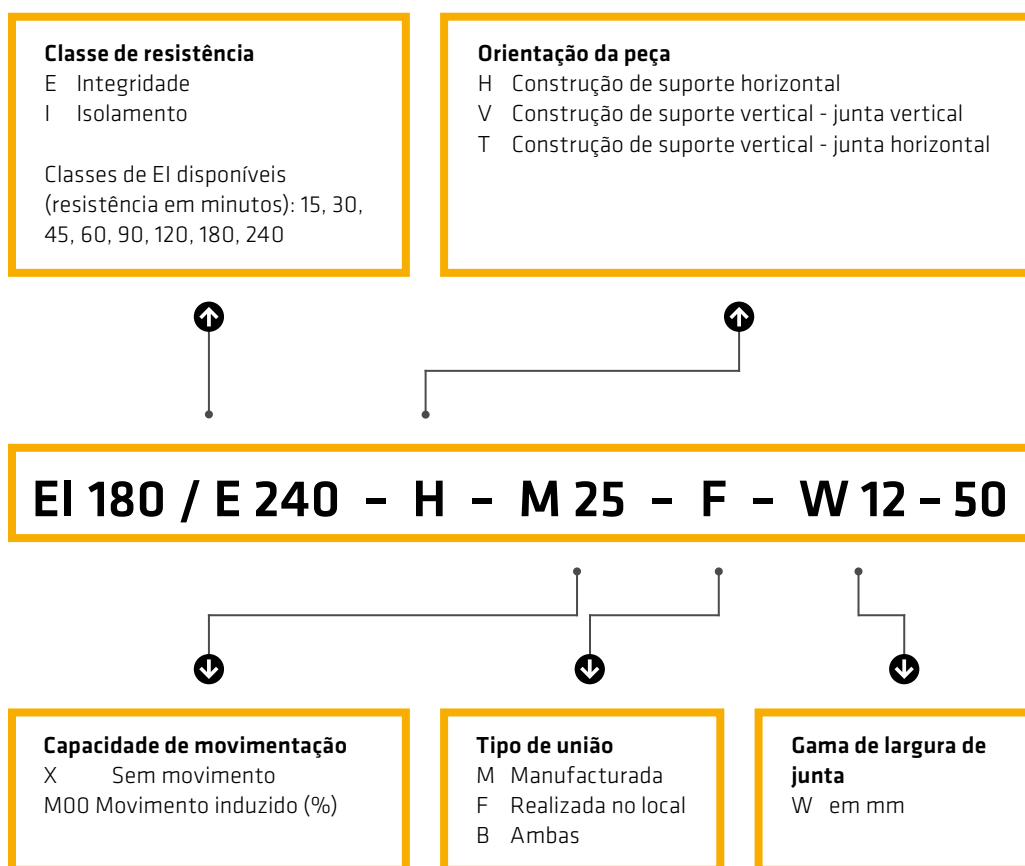 Classe de resistência
E Integridade
I Isolamento
Classes de EI disponíveis
(resistência em minutos): 15, 30,
45, 60, 90, 120, 180, 240
Orientação da peça
H Construção de suporte horizontal
V Construção de suporte vertical - junta vertical
T Construção de suporte vertical - junta horizontal
EI 180 / E 240 – H – M 25 – F – W 12 – 50
Capacidade de movimentação
X Sem movimento
M00 Movimento induzido (%)
Tipo de união
M Manufacturada
F Realizada no local
B Ambas
Gama de largura de
junta
W em mm